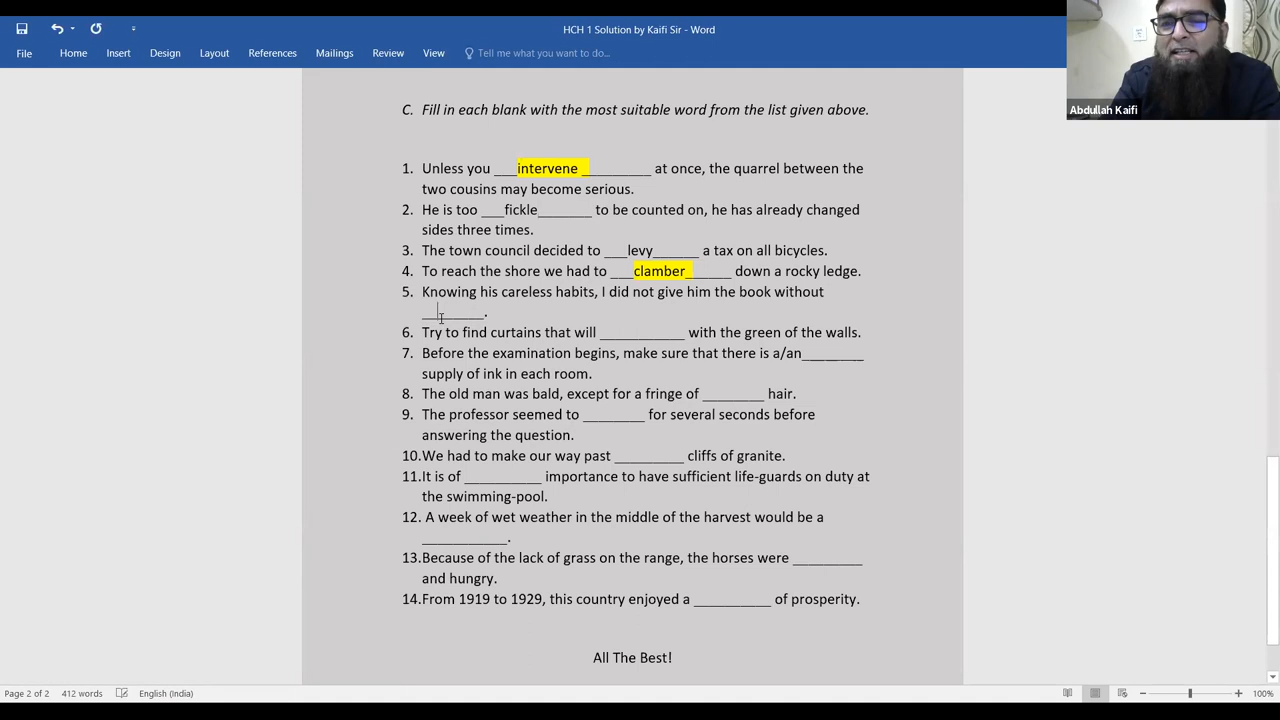 HCH 1 Solution by Kaifi Sir - Word
File Home Insert Design Layout References Mailings Review View Tell me what you want to do...
Abdullah Kaifi
C. Fill in each blank with the most suitable word from the list given above.
1. Unless you ___intervene _________ at once, the quarrel between the
two cousins may become serious.
2. He is too ___fickle_______ to be counted on, he has already changed
sides three times.
3. The town council decided to ___levy______ a tax on all bicycles.
4. To reach the shore we had to ___clamber______ down a rocky ledge.
5. Knowing his careless habits, I did not give him the book without
________.
6. Try to find curtains that will ___________ with the green of the walls.
7. Before the examination begins, make sure that there is a/an________
supply of ink in each room.
8. The old man was bald, except for a fringe of ________ hair.
9. The professor seemed to ________ for several seconds before
answering the question.
10.We had to make our way past _________ cliffs of granite.
11.It is of __________ importance to have sufficient life-guards on duty at
the swimming-pool.
12. A week of wet weather in the middle of the harvest would be a
___________.
13.Because of the lack of grass on the range, the horses were _________
and hungry.
14.From 1919 to 1929, this country enjoyed a __________ of prosperity.
All The Best!
Page 2 of 2 412 words English (India) 100%